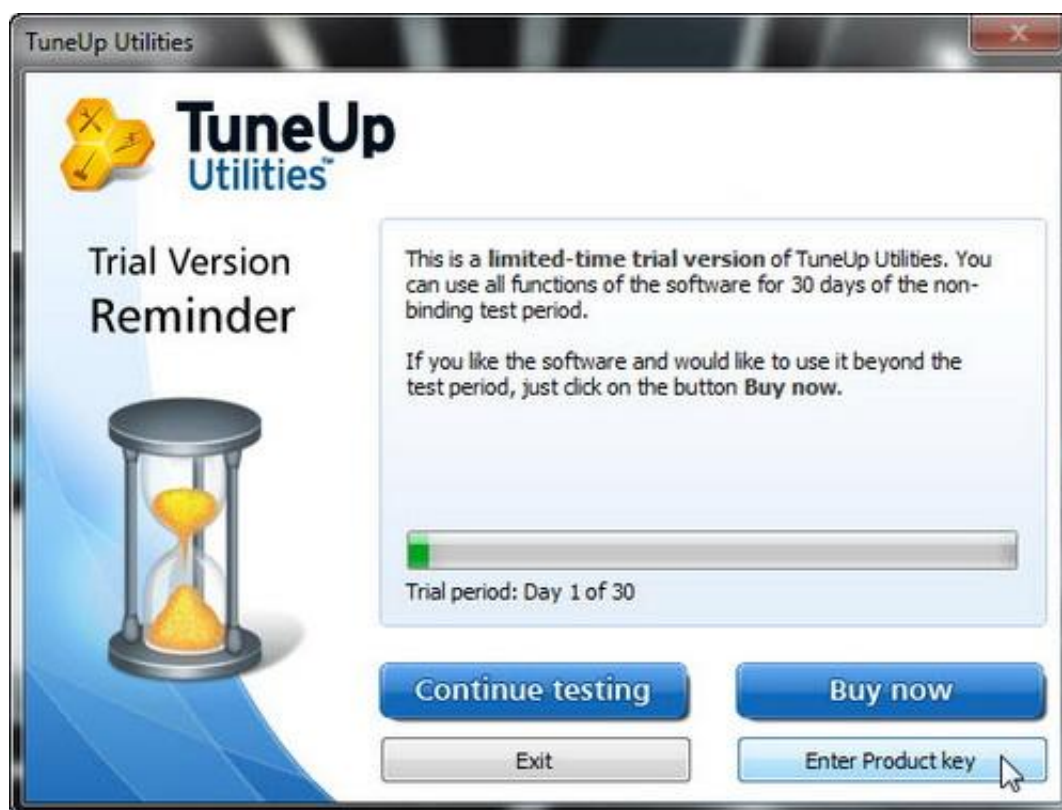 TuneUp Utilities
TuneUp
Utilities™
Trial Version
Reminder
This is a limited-time trial version of TuneUp Utilities. You
can use all functions of the software for 30 days of the non-
binding test period.
If you like the software and would like to use it beyond the
test period, just click on the button Buy now.
Trial period: Day 1 of 30
Continue testing
Buy now
Exit
Enter Product key